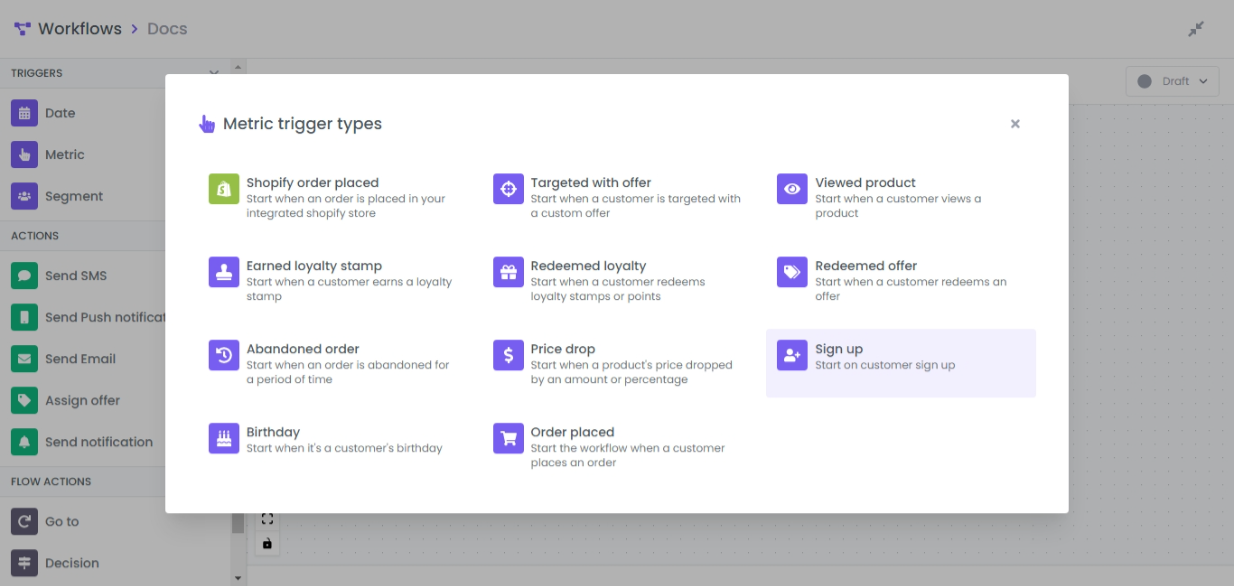 Workflows > Docs
TRIGGERS
Draft
Date
Metric
Segment
ACTIONS
Send SMS
Send Push notificat
Send Email
Assign offer
Send notification
FLOW ACTIONS
Go to
Decision
Metric trigger types
Shopify order placed
Start when an order is placed in your
integrated shopify store
Targeted with offer
Start when a customer is targeted with
a custom offer
Viewed product
Start when a customer views a
product
Earned loyalty stamp
Start when a customer earns a loyalty
stamp
Redeemed loyalty
Start when a customer redeems
loyalty stamps or points
Redeemed offer
Start when a customer redeems an
offer
Abandoned order
Start when an order is abandoned for
a period of time
Price drop
Start when a product's price dropped
by an amount or percentage
Sign up
Start on customer sign up
Birthday
Start when it's a customer's birthday
Order placed
Start the workflow when a customer
places an order